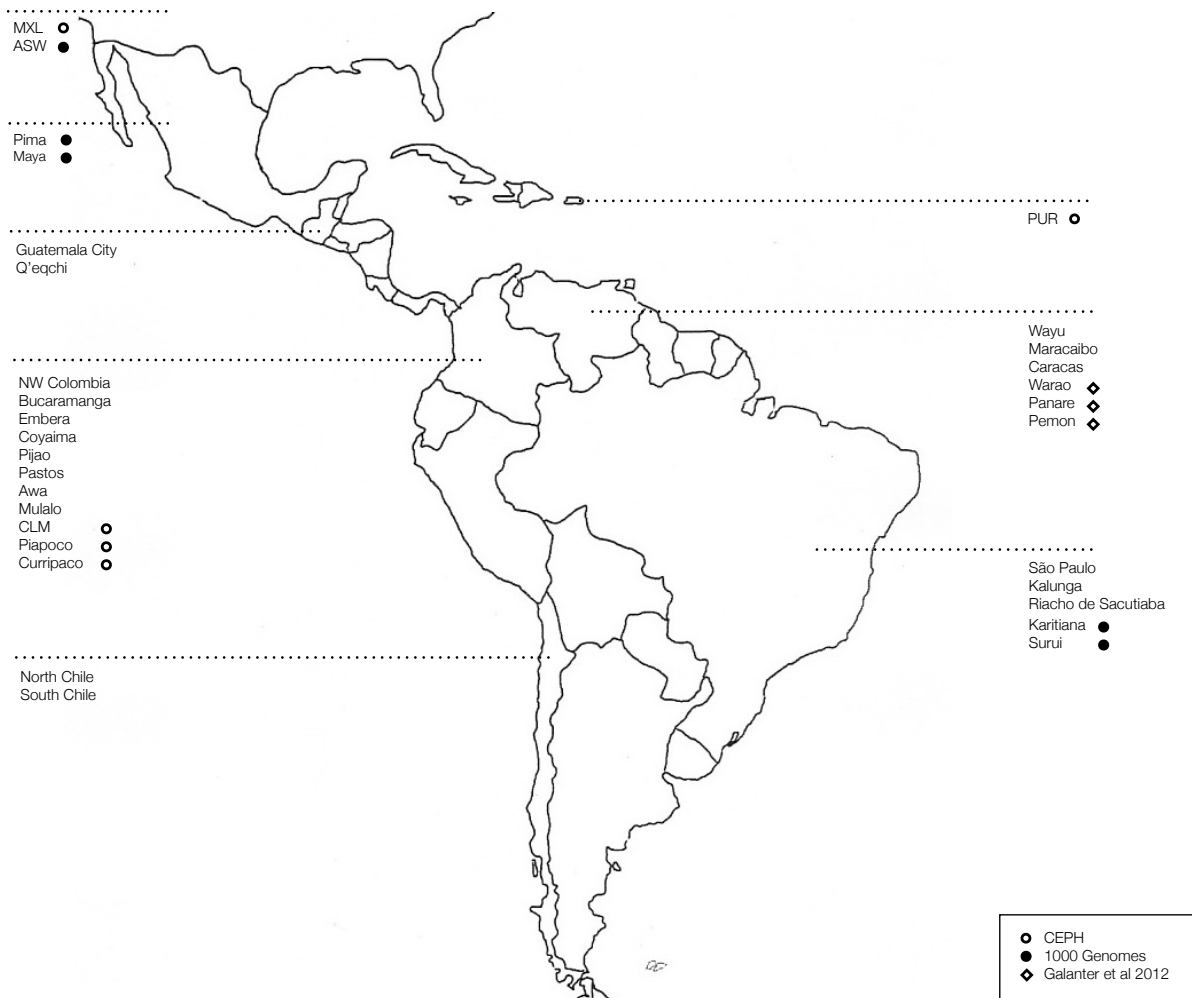 MXL
ASW
Pima
Maya
Guatemala City
Q'eqchi
NW Colombia
Bucaramanga
Embera
Coyaima
Pijao
Pastos
Awa
Mulalo
CLM
Piapoco
Curripaco
North Chile
South Chile
PUR
Wayu
Maracaibo
Caracas
Warao
Panare
Pemon
São Paulo
Kalunga
Riacho de Sacutiaba
Karitiana
Surui
CEPH
1000 Genomes
Galanter et al 2012